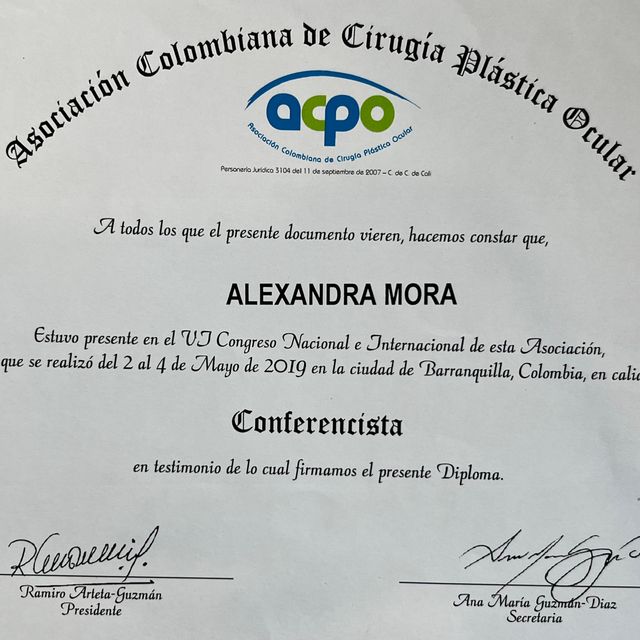 Asociación Colombiana de Cirugía Plástica Ocular
acpo
Asociación Colombiana de Cirugía Plástica Ocular
Personería Jurídica 3104 del 11 de septiembre de 2007 – C. de C. de Cali
A todos los que el presente documento vieren, hacemos constar que,
ALEXANDRA MORA
Estuvo presente en el VI Congreso Nacional e Internacional de esta Asociación,
que se realizó del 2 al 4 de Mayo de 2019 en la ciudad de Barranquilla, Colombia, en calid
Conferencista
en testimonio de lo cual firmamos el presente Diploma.
Ramiro Arteta-Guzmán
Presidente
Ana María Guzmán-Diaz
Secretaria